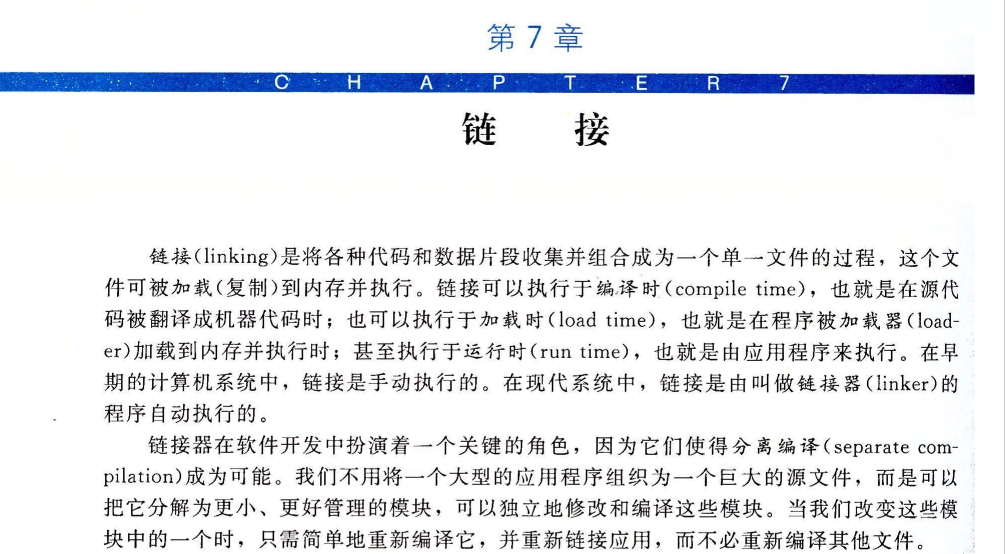 第 7 章
CHAPTER 7
链 接
链接(linking)是将各种代码和数据片段收集并组合成为一个单一文件的过程，这个文
件可被加载(复制)到内存并执行。链接可以执行于编译时(compile time)，也就是在源代
码被翻译成机器代码时；也可以执行于加载时(load time)，也就是在程序被加载器(load-
er)加载到内存并执行时；甚至执行于运行时(run time)，也就是由应用程序来执行。在早
期的计算机系统中，链接是手动执行的。在现代系统中，链接是由叫做链接器(linker)的
程序自动执行的。
链接器在软件开发中扮演着一个关键的角色，因为它们使得分离编译(separate com-
pilation)成为可能。我们不用将一个大型的应用程序组织为一个巨大的源文件，而是可以
把它分解为更小、更好管理的模块，可以独立地修改和编译这些模块。当我们改变这些模
块中的一个时，只需简单地重新编译它，并重新链接应用，而不必重新编译其他文件。